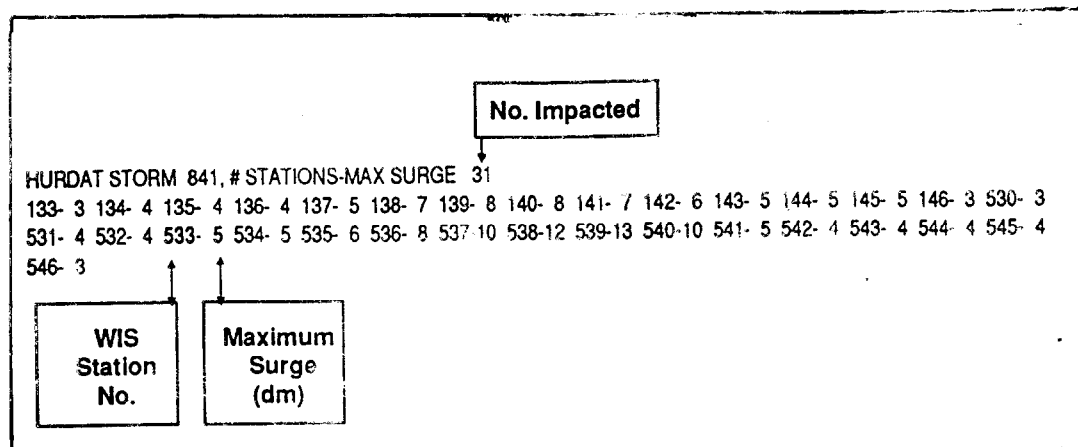 No. Impacted
HURDAT STORM 841, # STATIONS-MAX SURGE 31
133- 3 134- 4 135- 4 136- 4 137- 5 138- 7 139- 8 140- 8 141- 7 142- 6 143- 5 144- 5 145- 5 146- 3 530- 3
531- 4 532- 4 533- 5 534- 5 535- 6 536- 8 537-10 538-12 539-13 540-10 541- 5 542- 4 543- 4 544- 4 545- 4
546- 3
WIS
Station
No.
Maximum
Surge
(dm)